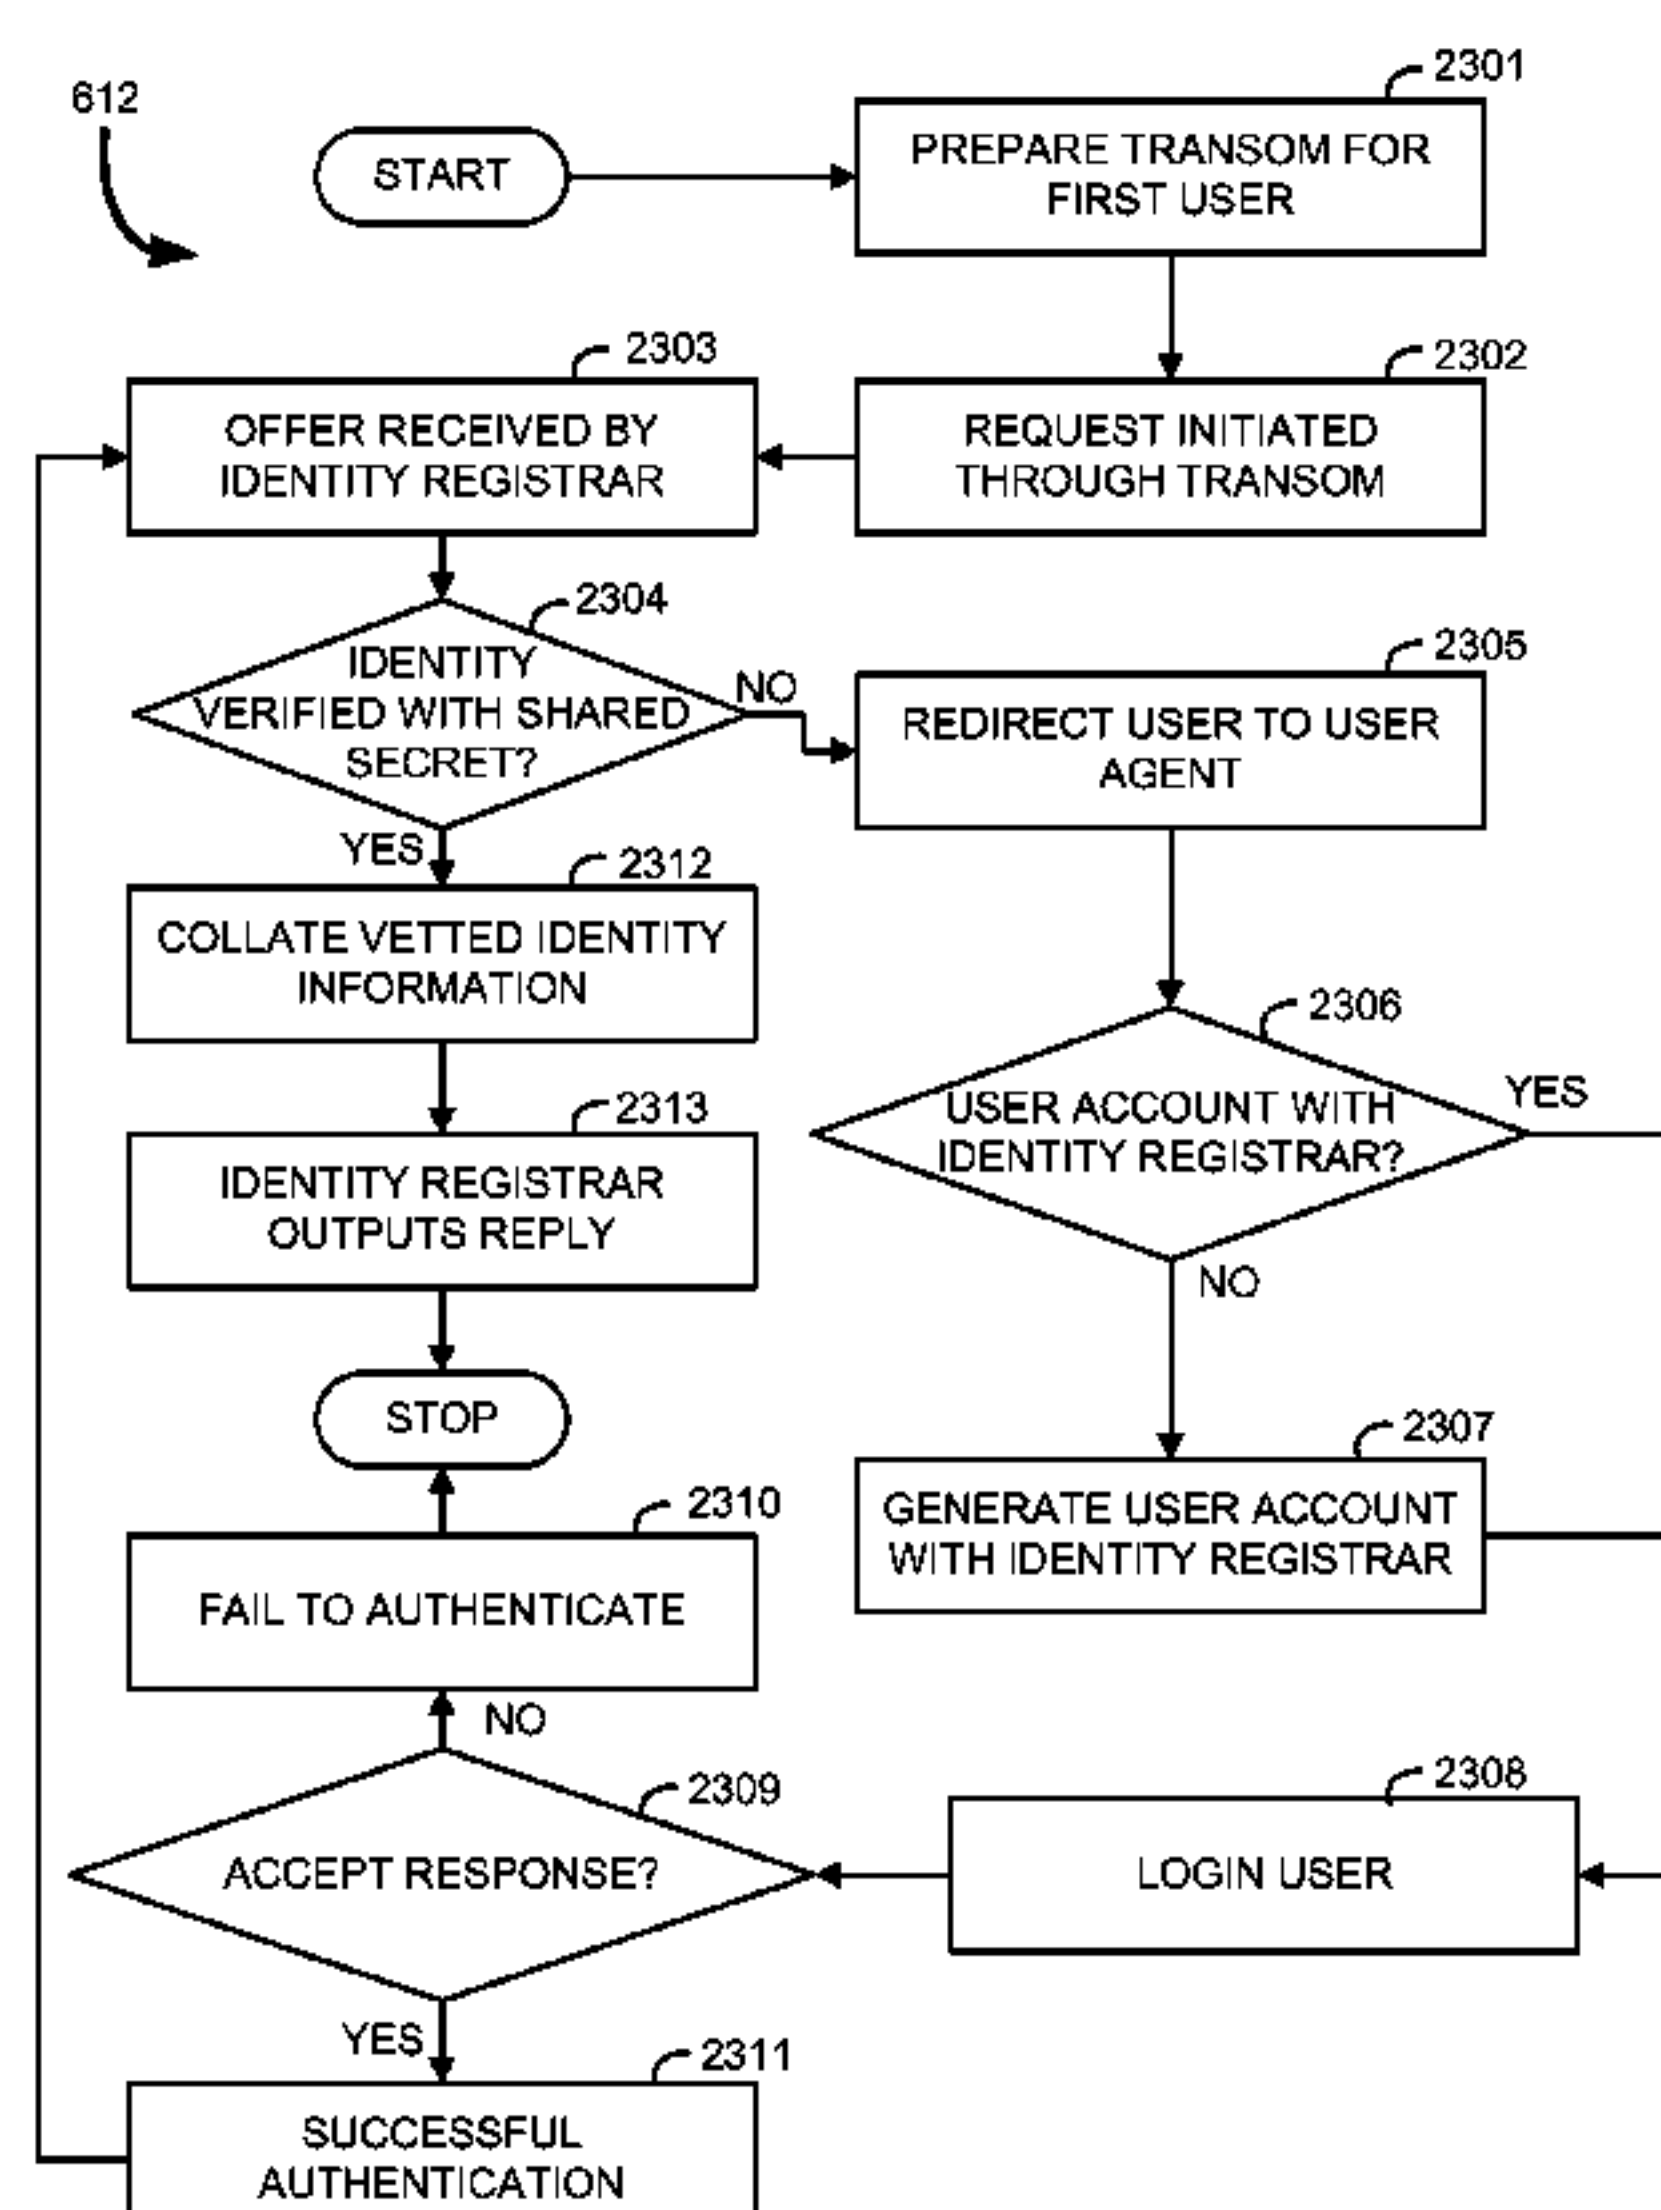 612
START
2301
PREPARE TRANSOM FOR
FIRST USER
2303
OFFER RECEIVED BY
IDENTITY REGISTRAR
2302
REQUEST INITIATED
THROUGH TRANSOM
2304
IDENTITY
VERIFIED WITH SHARED
SECRET?
NO
YES
2305
REDIRECT USER TO USER
AGENT
2312
COLLATE VETTED IDENTITY
INFORMATION
2306
USER ACCOUNT WITH
IDENTITY REGISTRAR?
YES
NO
2313
IDENTITY REGISTRAR
OUTPUTS REPLY
STOP
2307
GENERATE USER ACCOUNT
WITH IDENTITY REGISTRAR
2310
FAIL TO AUTHENTICATE
NO
2309
ACCEPT RESPONSE?
YES
2308
LOGIN USER
2311
SUCCESSFUL
AUTHENTICATION